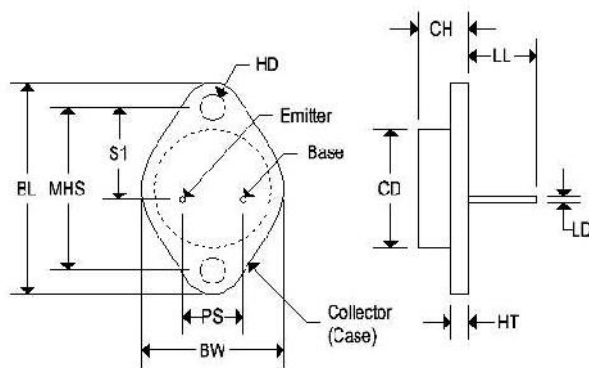 CH
LL
HD
Emitter
S1
Base
BL
MHS
CD
LD
PS
Collector
(Case)
HT
BW